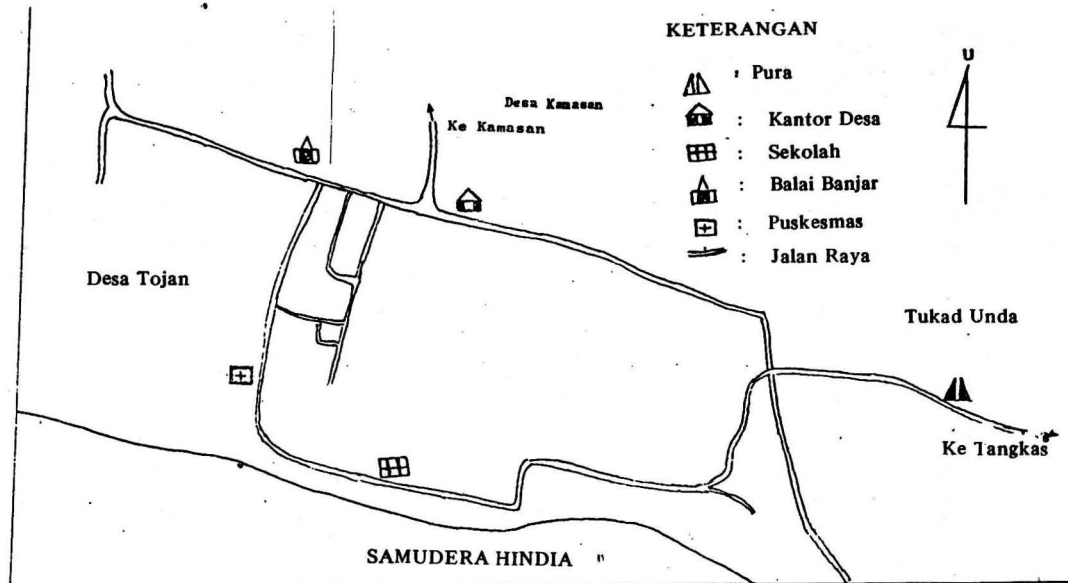 KETERANGAN
U
: Pura
Desa Kamasan
Ke Kamasan
: Kantor Desa
: Sekolah
: Balai Banjar
: Puskesmas
: Jalan Raya
Desa Tojan
Tukad Unda
Ke Tangkas
SAMUDERA HINDIA